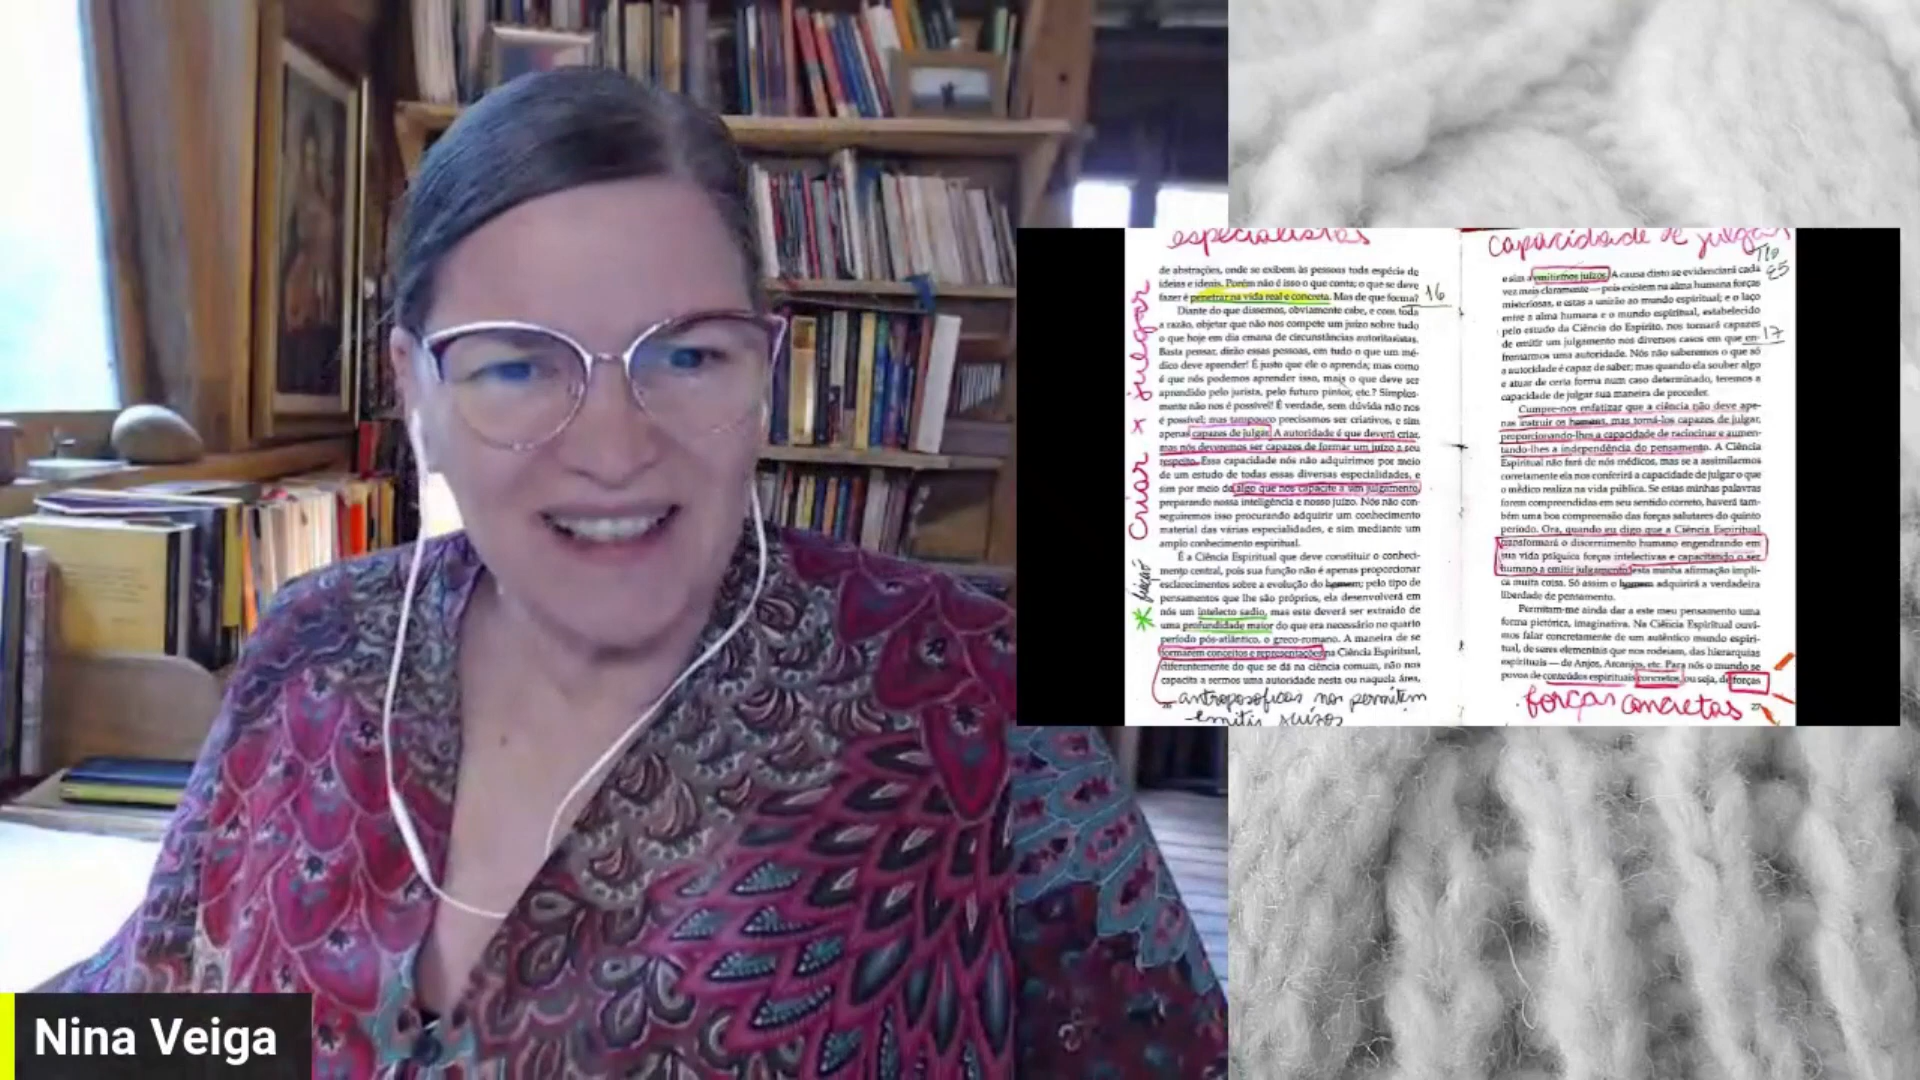 especialistas
de abstrações, onde se exibem às pessoas toda espécie de
ideias e ideais. Porém não é isso o que conta; o que se deve
fazer é penetrar na vida real e concreta. Mas de que forma? 16
Diante do que dissemos, obviamente cabe, e com toda
a razão, objetar que não nos compete um juízo sobre tudo
o que hoje em dia emana de circunstâncias autoritaristas.
Basta pensar, dirão essas pessoas, em tudo o que um mé-
dico deve aprender! É justo que ele o aprenda; mas como
é que nós podemos aprender isso, mais o que deve ser
aprendido pelo jurista, pelo futuro pintor, etc.? Simples-
mente não nos é possível! É verdade, sem dúvida não nos
é possível; mas tampouco precisamos ser criativos, e sim
apenas capazes de julgar. A autoridade é que deverá criar,
mas nós deveremos ser capazes de formar um juízo a seu
respeito. Essa capacidade nós não adquirimos por meio
de um estudo de todas essas diversas especialidades, e
sim por meio de algo que nos capacite a um julgamento,
preparando nossa inteligência e nosso juízo. Nós não con-
seguiremos isso procurando adquirir um conhecimento
material das várias especialidades, e sim mediante um
amplo conhecimento espiritual.
É a Ciência Espiritual que deve constituir o conheci-
mento central, pois sua função não é apenas proporcionar
esclarecimentos sobre a evolução do homem; pelo tipo de
pensamentos que lhe são próprios, ela desenvolverá em
nós um intelecto sadio, mas este deverá ser extraído de
uma profundidade maior do que era necessário no quarto
período pós-atlântico, o greco-romano. A maneira de se
formarem conceitos e representações na Ciência Espiritual,
diferentemente do que se dá na ciência comum, não nos
capacita a sermos uma autoridade nesta ou naquela área,
antroposóficas nos permitem
emitir juízos
criar x julgar
capacidade de julgar
e sim a emitirmos juízos. A causa disto se evidenciará cada
vez mais claramente — pois existem na alma humana forças
misteriosas, e estas a unirão ao mundo espiritual; e o laço
entre a alma humana e o mundo espiritual, estabelecido
pelo estudo da Ciência do Espírito, nos tornará capazes
de emitir um julgamento nos diversos casos em que en- 17
frentarmos uma autoridade. Nós não saberemos o que só
a autoridade é capaz de saber; mas quando ela souber algo
e atuar de certa forma num caso determinado, teremos a
capacidade de julgar sua maneira de proceder.
Cumpre-nos enfatizar que a ciência não deve ape-
nas instruir os homens, mas torná-los capazes de julgar,
proporcionando-lhes a capacidade de raciocinar e aumen-
tando-lhes a independência do pensamento. A Ciência
Espiritual não fará de nós médicos, mas se a assimilarmos
corretamente ela nos conferirá a capacidade de julgar o que
o médico realiza na vida pública. Se estas minhas palavras
forem compreendidas em seu sentido correto, haverá tam-
bém uma boa compreensão das forças salutares do quinto
período. Ora, quando eu digo que a Ciência Espiritual
transformará o discernimento humano engendrando em
sua vida psíquica forças intelectivas e capacitando o ser
humano a emitir julgamento, esta minha afirmação impli-
ca muita coisa. Só assim o homem adquirirá a verdadeira
liberdade de pensamento.
Permitam-me ainda dar a este meu pensamento uma
forma pictórica, imaginativa. Na Ciência Espiritual ouvi-
mos falar concretamente de um autêntico mundo espiri-
tual, de seres elementais que nos rodeiam, das hierarquias
espirituais — de Anjos, Arcanjos, etc. Para nós o mundo se
povoa de conteúdos espirituais concretos, ou seja, de forças
forças concretas
Nina Veiga